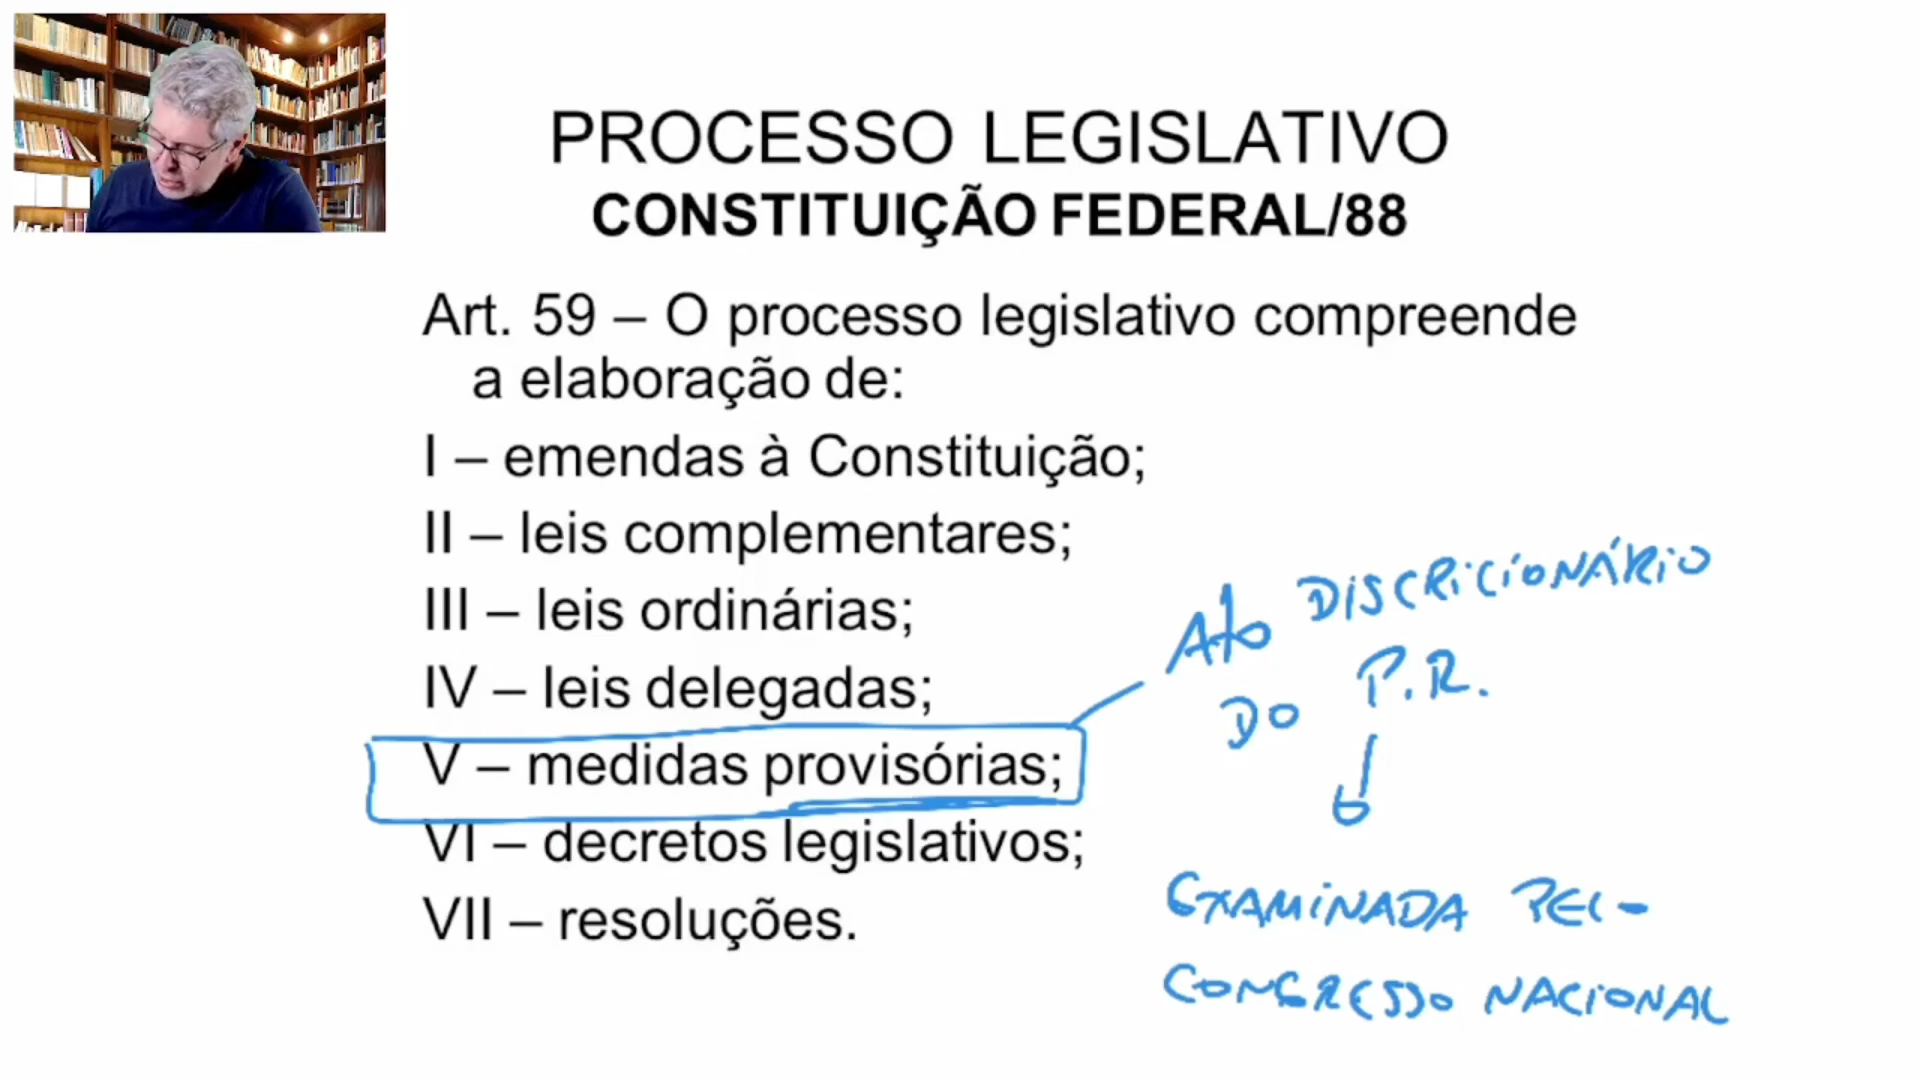 PROCESSO LEGISLATIVO
CONSTITUIÇÃO FEDERAL/88
Art. 59 – O processo legislativo compreende
a elaboração de:
I – emendas à Constituição;
II – leis complementares;
III – leis ordinárias;
IV – leis delegadas;
V – medidas provisórias;
VI – decretos legislativos;
VII – resoluções.
Ato DISCRICIONÁRIO
DO P.R.
EXAMINADA PEL-
CONGRESSO NACIONAL